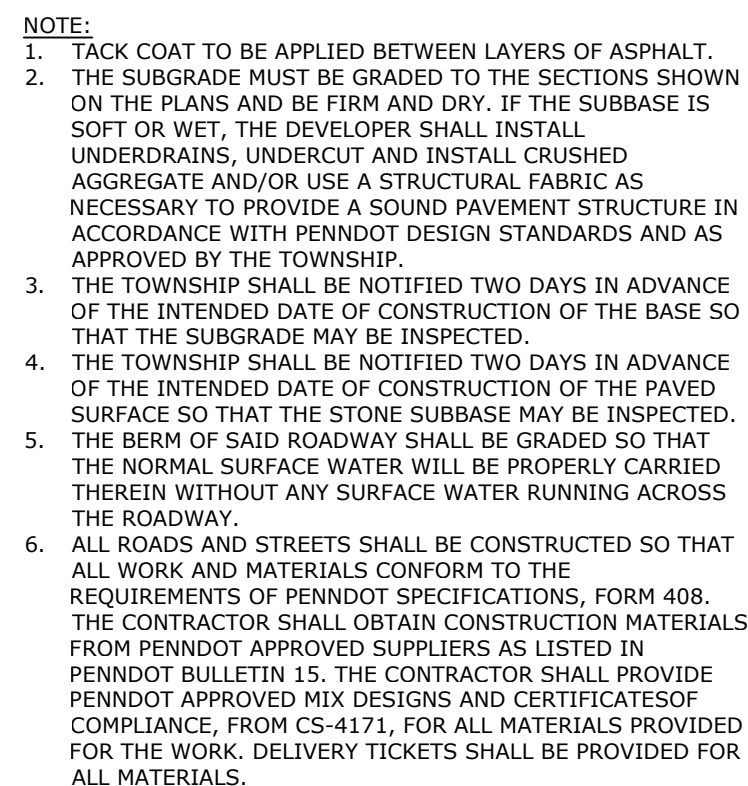 NOTE:
1. TACK COAT TO BE APPLIED BETWEEN LAYERS OF ASPHALT.
2. THE SUBGRADE MUST BE GRADED TO THE SECTIONS SHOWN
ON THE PLANS AND BE FIRM AND DRY. IF THE SUBBASE IS
SOFT OR WET, THE DEVELOPER SHALL INSTALL
UNDERDRAINS, UNDERCUT AND INSTALL CRUSHED
AGGREGATE AND/OR USE A STRUCTURAL FABRIC AS
NECESSARY TO PROVIDE A SOUND PAVEMENT STRUCTURE IN
ACCORDANCE WITH PENNDOT DESIGN STANDARDS AND AS
APPROVED BY THE TOWNSHIP.
3. THE TOWNSHIP SHALL BE NOTIFIED TWO DAYS IN ADVANCE
OF THE INTENDED DATE OF CONSTRUCTION OF THE BASE SO
THAT THE SUBGRADE MAY BE INSPECTED.
4. THE TOWNSHIP SHALL BE NOTIFIED TWO DAYS IN ADVANCE
OF THE INTENDED DATE OF CONSTRUCTION OF THE PAVED
SURFACE SO THAT THE STONE SUBBASE MAY BE INSPECTED.
5. THE BERM OF SAID ROADWAY SHALL BE GRADED SO THAT
THE NORMAL SURFACE WATER WILL BE PROPERLY CARRIED
THEREIN WITHOUT ANY SURFACE WATER RUNNING ACROSS
THE ROADWAY.
6. ALL ROADS AND STREETS SHALL BE CONSTRUCTED SO THAT
ALL WORK AND MATERIALS CONFORM TO THE
REQUIREMENTS OF PENNDOT SPECIFICATIONS, FORM 408.
THE CONTRACTOR SHALL OBTAIN CONSTRUCTION MATERIALS
FROM PENNDOT APPROVED SUPPLIERS AS LISTED IN
PENNDOT BULLETIN 15. THE CONTRACTOR SHALL PROVIDE
PENNDOT APPROVED MIX DESIGNS AND CERTIFICATESOF
COMPLIANCE, FROM CS-4171, FOR ALL MATERIALS PROVIDED
FOR THE WORK. DELIVERY TICKETS SHALL BE PROVIDED FOR
ALL MATERIALS.